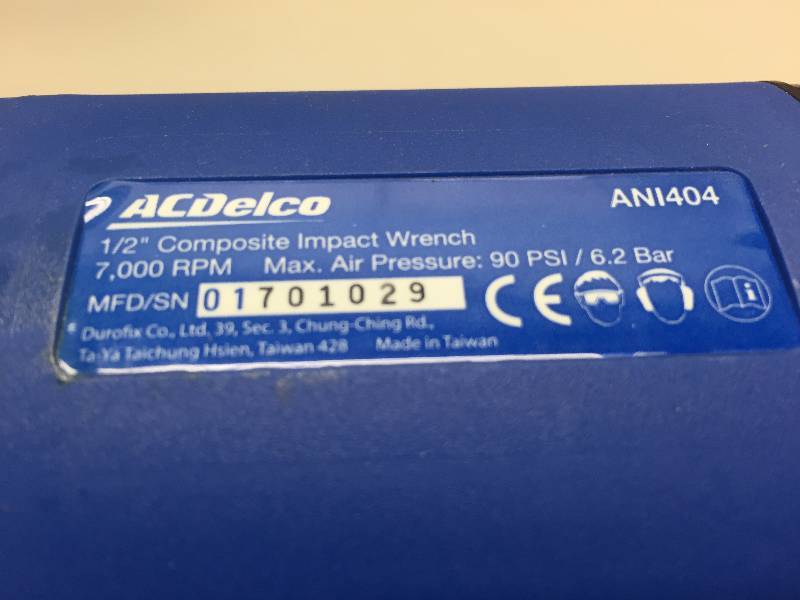 ACDelco ANI404
1/2" Composite Impact Wrench
7,000 RPM Max. Air Pressure: 90 PSI / 6.2 Bar
MFD/SN 01701029
CE
Durofix Co., Ltd, 39, Sec. 3, Chung-Ching Rd.,
Ta-Ya Taichung Hsien, Taiwan 428 Made in Taiwan